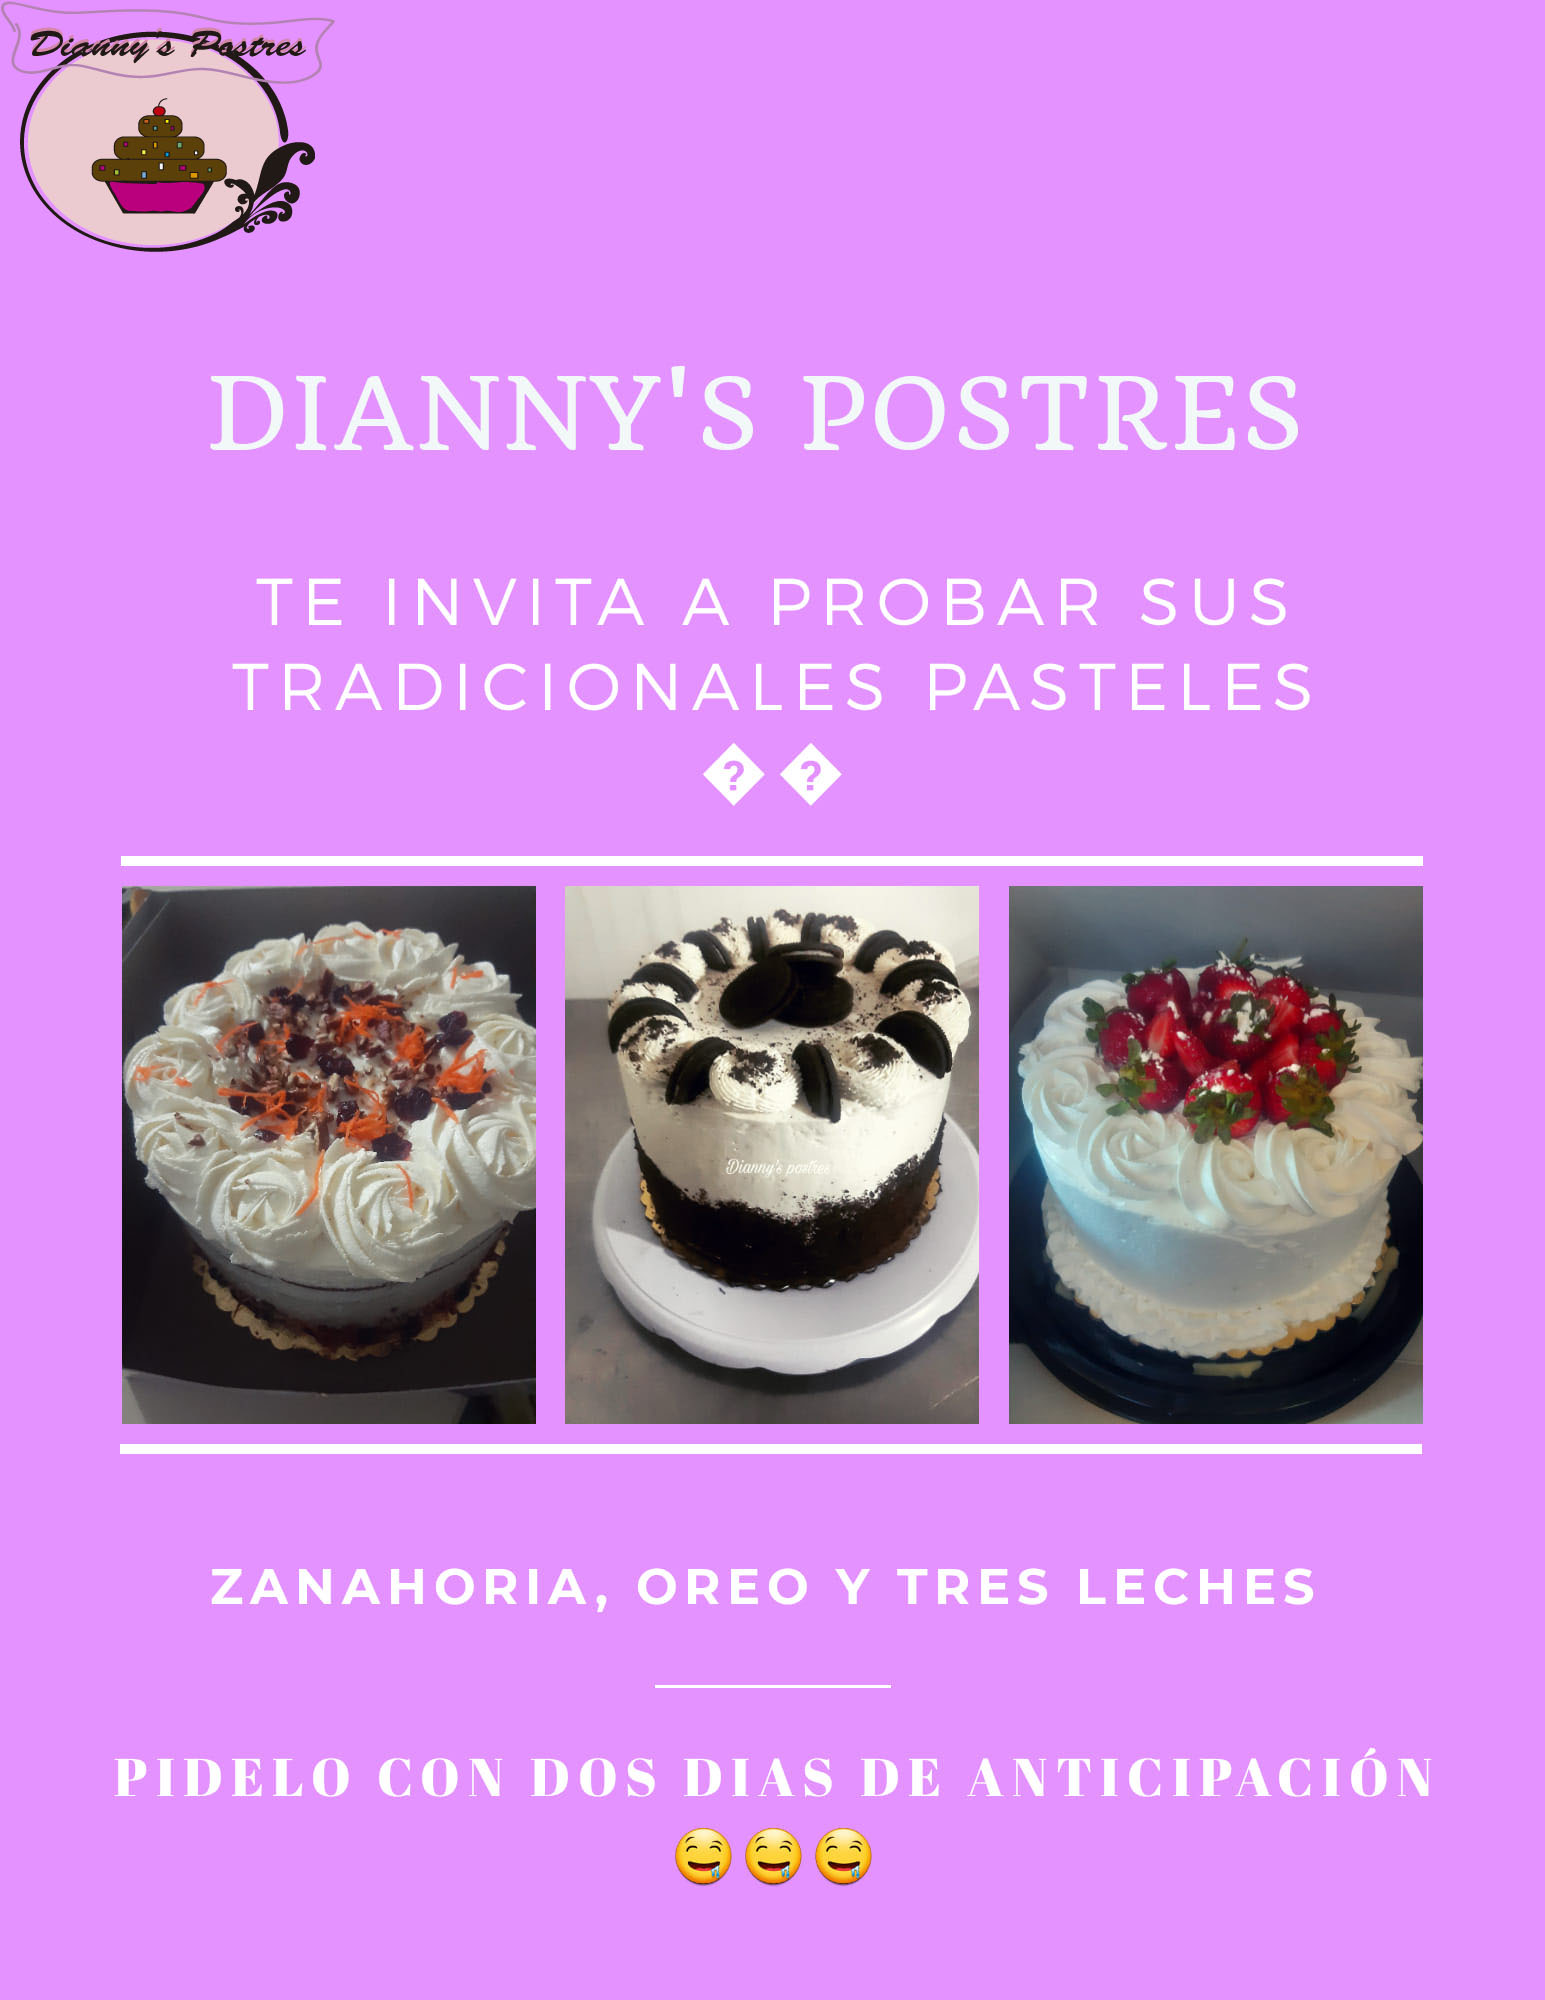 Dianny's Postres
DIANNY'S POSTRES
TE INVITA A PROBAR SUS
TRADICIONALES PASTELES
��
Dianny's postres
ZANAHORIA, OREO Y TRES LECHES
PIDELO CON DOS DIAS DE ANTICIPACIÓN
🤤🤤🤤